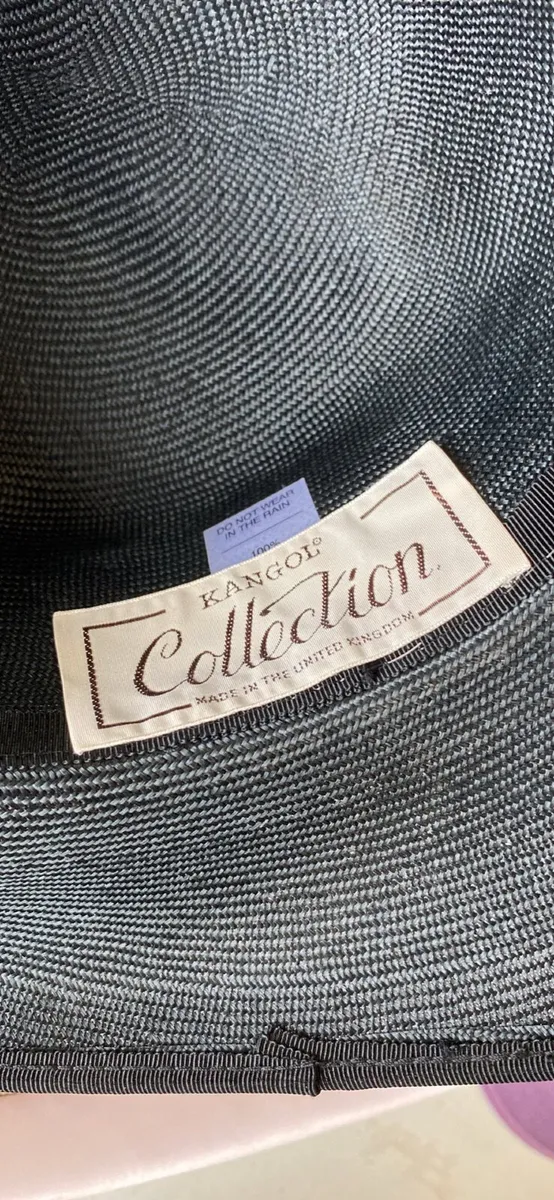 DO NOT WEAR
IN THE RAIN
100%
KANGOL®
Collection
MADE IN THE UNITED KINGDOM